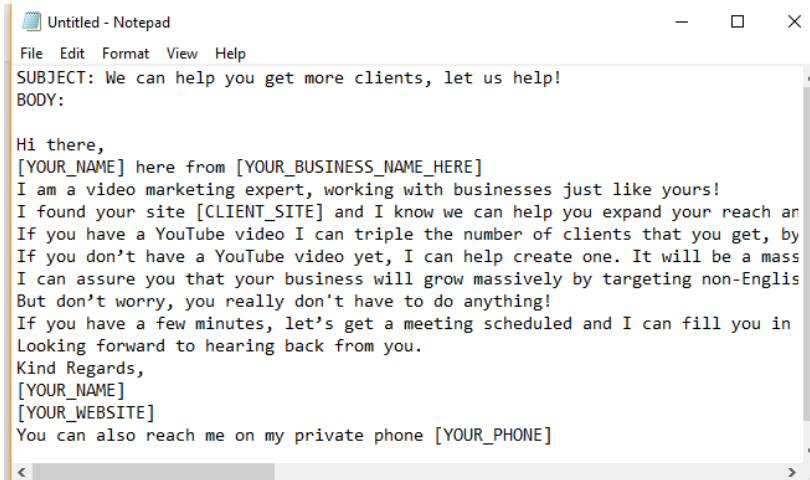 Untitled - Notepad
File Edit Format View Help
SUBJECT: We can help you get more clients, let us help!
BODY:
Hi there,
[YOUR_NAME] here from [YOUR_BUSINESS_NAME_HERE]
I am a video marketing expert, working with businesses just like yours!
I found your site [CLIENT_SITE] and I know we can help you expand your reach an
If you have a YouTube video I can triple the number of clients that you get, by
If you don’t have a YouTube video yet, I can help create one. It will be a mass
I can assure you that your business will grow massively by targeting non-Englis
But don’t worry, you really don't have to do anything!
If you have a few minutes, let’s get a meeting scheduled and I can fill you in
Looking forward to hearing back from you.
Kind Regards,
[YOUR_NAME]
[YOUR_WEBSITE]
You can also reach me on my private phone [YOUR_PHONE]